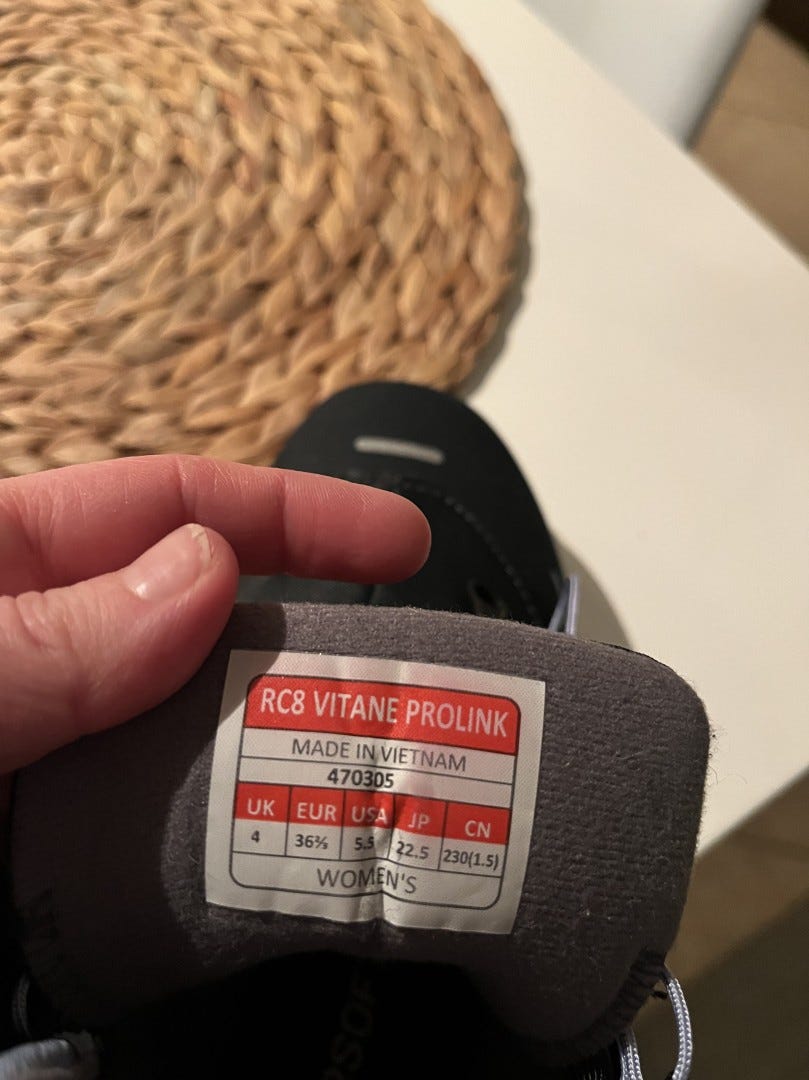 RC8 VITANE PROLINK
MADE IN VIETNAM
470305
UK EUR USA JP CN
4 36⅔ 5.5 22.5 230(1.5)
WOMEN'S